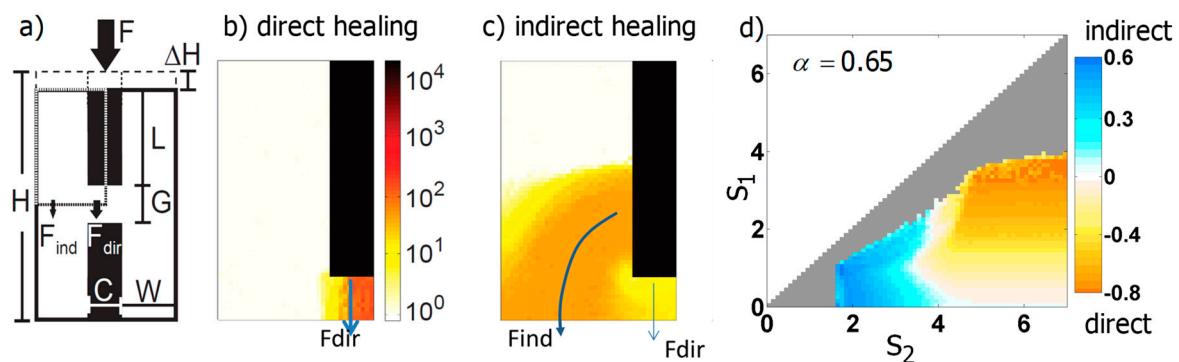 a)
F
ΔH
H
L
G
F_ind
F_dir
C
W
b) direct healing
10^4
10^3
10^2
10^1
10^0
Fdir
c) indirect healing
Find
Fdir
d)
α = 0.65
S_1
6
4
2
0
0
2
4
6
S_2
indirect
0.6
0.3
0
-0.4
-0.8
direct